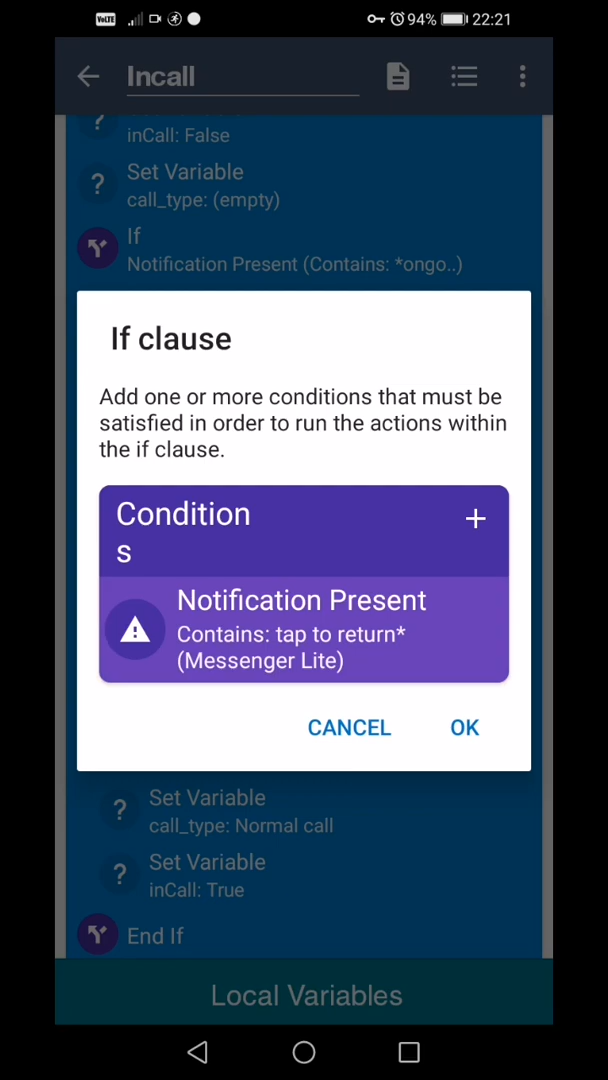 VoLTE
94%
22:21
Incall
inCall: False
Set Variable
call_type: (empty)
If
Notification Present (Contains: *ongo..)
If clause
Add one or more conditions that must be
satisfied in order to run the actions within
the if clause.
Condition
s
+
Notification Present
Contains: tap to return*
(Messenger Lite)
CANCEL
OK
Set Variable
call_type: Normal call
Set Variable
inCall: True
End If
Local Variables